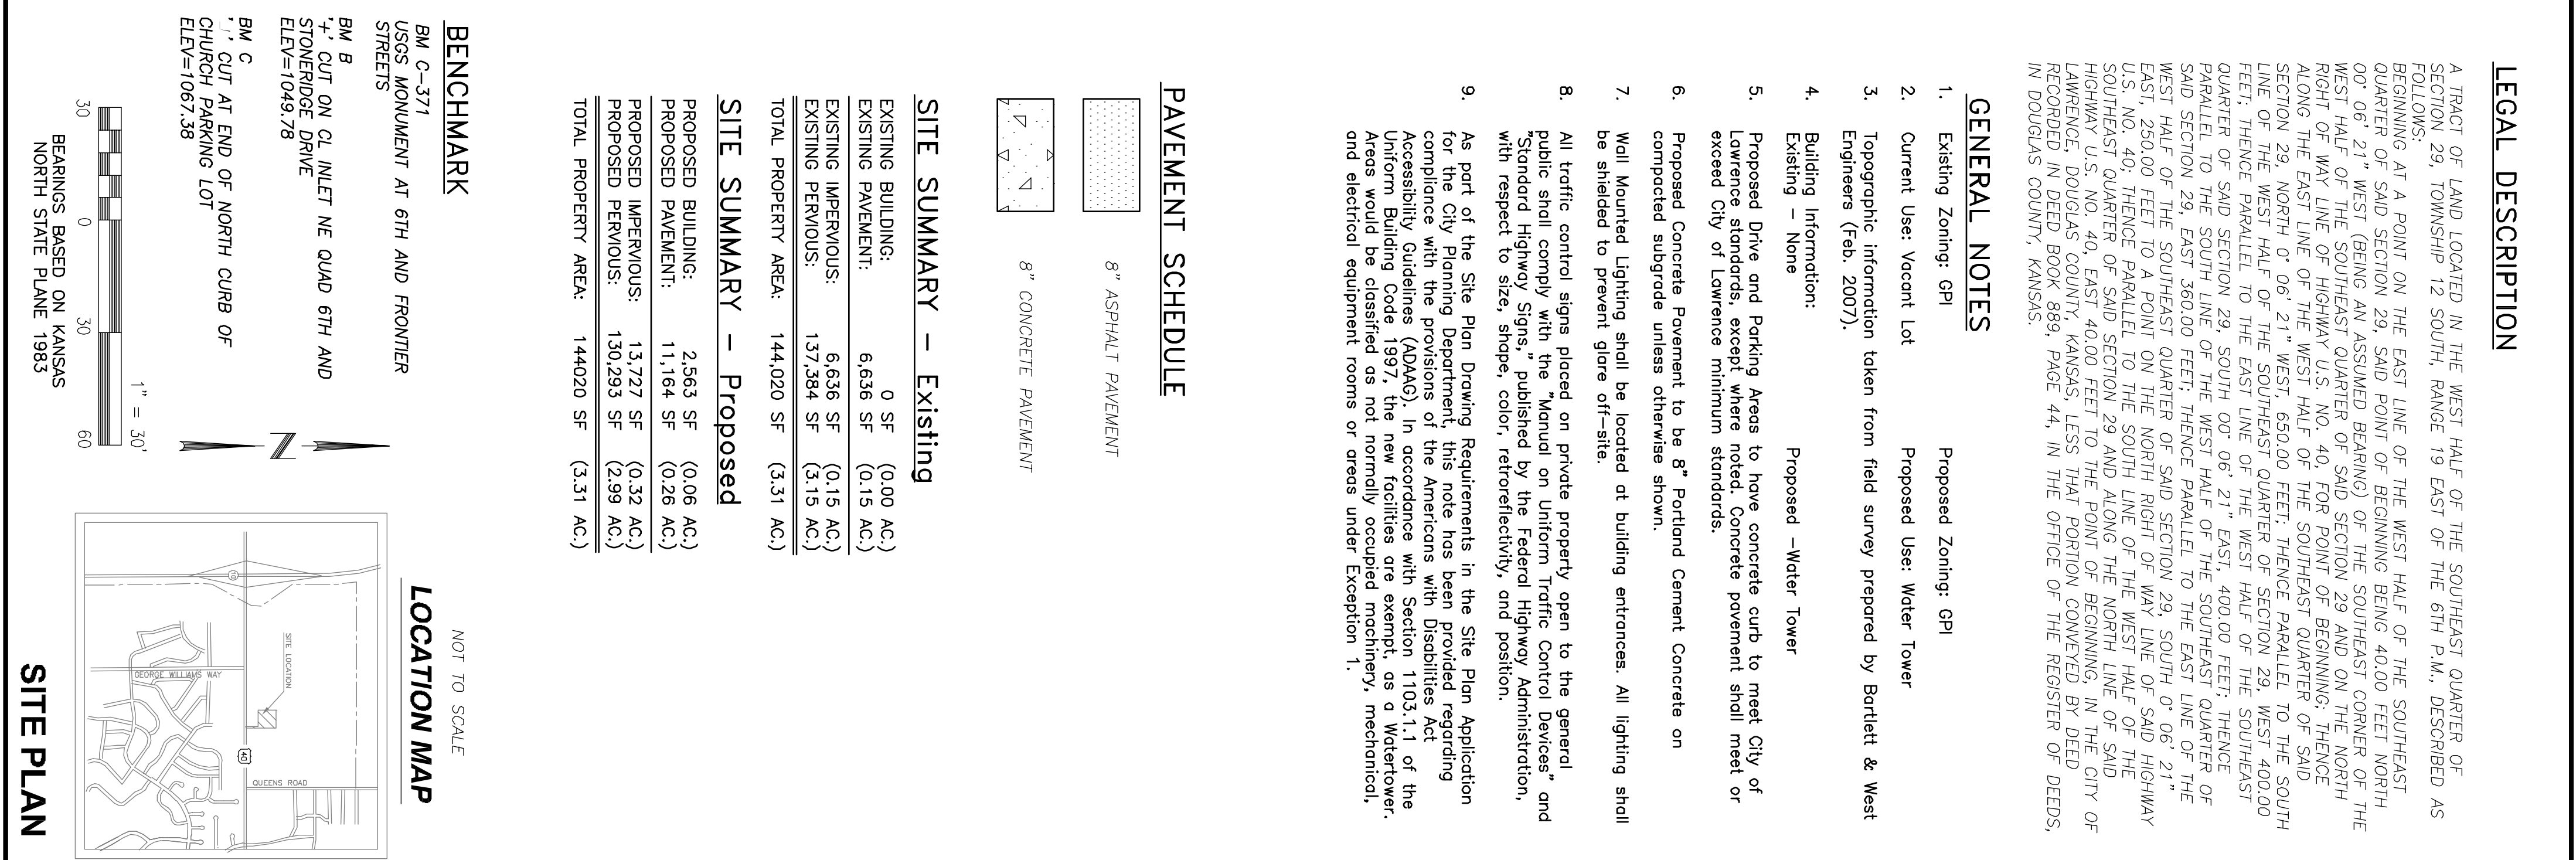 LEGAL DESCRIPTION
A TRACT OF LAND LOCATED IN THE WEST HALF OF THE SOUTHEAST QUARTER OF
SECTION 29, TOWNSHIP 12 SOUTH, RANGE 19 EAST OF THE 6TH P.M., DESCRIBED AS
FOLLOWS:
BEGINNING AT A POINT ON THE EAST LINE OF THE WEST HALF OF THE SOUTHEAST
QUARTER OF SAID SECTION 29, SAID POINT OF BEGINNING BEING 40.00 FEET NORTH
00° 06' 21" WEST (BEING AN ASSUMED BEARING) OF THE SOUTHEAST CORNER OF THE
WEST HALF OF THE SOUTHEAST QUARTER OF SAID SECTION 29 AND ON THE NORTH
RIGHT OF WAY LINE OF HIGHWAY U.S. NO. 40, FOR POINT OF BEGINNING; THENCE
ALONG THE EAST LINE OF THE WEST HALF OF THE SOUTHEAST QUARTER OF SAID
SECTION 29, NORTH 0° 06' 21" WEST, 650.00 FEET; THENCE PARALLEL TO THE SOUTH
LINE OF THE WEST HALF OF THE SOUTHEAST QUARTER OF SECTION 29, WEST 400.00
FEET; THENCE PARALLEL TO THE EAST LINE OF THE WEST HALF OF THE SOUTHEAST
QUARTER OF SAID SECTION 29, SOUTH 00° 06' 21" EAST, 400.00 FEET; THENCE
PARALLEL TO THE SOUTH LINE OF THE WEST HALF OF THE SOUTHEAST QUARTER OF
SAID SECTION 29, EAST 360.00 FEET; THENCE PARALLEL TO THE EAST LINE OF THE
WEST HALF OF THE SOUTHEAST QUARTER OF SAID SECTION 29, SOUTH 0° 06' 21"
EAST, 250.00 FEET TO A POINT ON THE NORTH RIGHT OF WAY LINE OF SAID HIGHWAY
U.S. NO. 40; THENCE PARALLEL TO THE SOUTH LINE OF THE WEST HALF OF THE
SOUTHEAST QUARTER OF SAID SECTION 29 AND ALONG THE NORTH LINE OF SAID
HIGHWAY U.S. NO. 40, EAST 40.00 FEET TO THE POINT OF BEGINNING, IN THE CITY OF
LAWRENCE, DOUGLAS COUNTY, KANSAS, LESS THAT PORTION CONVEYED BY DEED
RECORDED IN DEED BOOK 889, PAGE 44, IN THE OFFICE OF THE REGISTER OF DEEDS,
IN DOUGLAS COUNTY, KANSAS.
GENERAL NOTES
1. Existing Zoning: GPI Proposed Zoning: GPI
2. Current Use: Vacant Lot Proposed Use: Water Tower
3. Topographic information taken from field survey prepared by Bartlett & West
Engineers (Feb. 2007).
4. Building Information:
Existing - None Proposed -Water Tower
5. Proposed Drive and Parking Areas to have concrete curb to meet City of
Lawrence standards, except where noted. Concrete pavement shall meet or
exceed City of Lawrence minimum standards.
6. Proposed Concrete Pavement to be 8" Portland Cement Concrete on
compacted subgrade unless otherwise shown.
7. Wall Mounted Lighting shall be located at building entrances. All lighting shall
be shielded to prevent glare off-site.
8. All traffic control signs placed on private property open to the general
public shall comply with the "Manual on Uniform Traffic Control Devices" and
"Standard Highway Signs," published by the Federal Highway Administration,
with respect to size, shape, color, retroreflectivity, and position.
9. As part of the Site Plan Drawing Requirements in the Site Plan Application
for the City Planning Department, this note has been provided regarding
compliance with the provisions of the Americans with Disabilities Act
Accessibility Guidelines (ADAAG). In accordance with Section 1103.1.1 of the
Uniform Building Code 1997, the new facilities are exempt, as a Watertower.
Areas would be classified as not normally occupied machinery, mechanical,
and electrical equipment rooms or areas under Exception 1.
PAVEMENT SCHEDULE
8" ASPHALT PAVEMENT
8" CONCRETE PAVEMENT
SITE SUMMARY - Existing
EXISTING BUILDING: 0 SF (0.00 AC.)
EXISTING PAVEMENT: 6,636 SF (0.15 AC.)
EXISTING IMPERVIOUS: 6,636 SF (0.15 AC.)
EXISTING PERVIOUS: 137,384 SF (3.15 AC.)
TOTAL PROPERTY AREA: 144,020 SF (3.31 AC.)
SITE SUMMARY - Proposed
PROPOSED BUILDING: 2,563 SF (0.06 AC.)
PROPOSED PAVEMENT: 11,164 SF (0.26 AC.)
PROPOSED IMPERVIOUS: 13,727 SF (0.32 AC.)
PROPOSED PERVIOUS: 130,293 SF (2.99 AC.)
TOTAL PROPERTY AREA: 144020 SF (3.31 AC.)
BENCHMARK
BM C-371
USGS MONUMENT AT 6TH AND FRONTIER
STREETS
BM B
'+' CUT ON CL INLET NE QUAD 6TH AND
STONERIDGE DRIVE
ELEV=1049.78
BM C
CUT AT END OF NORTH CURB OF
CHURCH PARKING LOT
ELEV=1067.38
1" = 30'
30 0 30 60
BEARINGS BASED ON KANSAS
NORTH STATE PLANE 1983
N
NOT TO SCALE
LOCATION MAP
SITE LOCATION
GEORGE WILLIAMS WAY
QUEENS ROAD
10
40
SITE PLAN